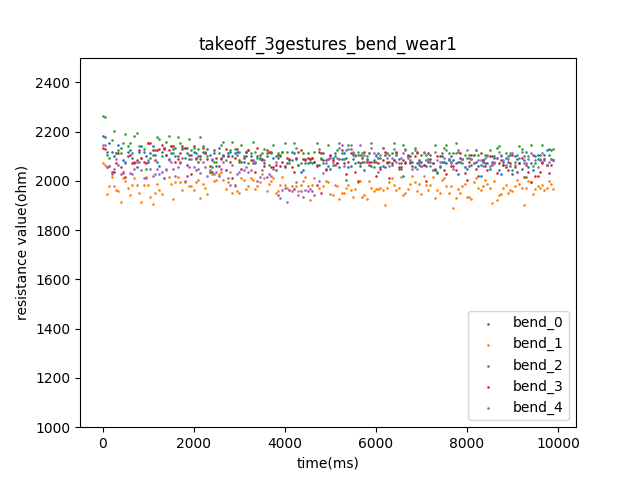 takeoff_3gestures_bend_wear1
resistance value(ohm)
2400
2200
2000
1800
1600
1400
1200
1000
0
2000
4000
6000
8000
10000
time(ms)
bend_0
bend_1
bend_2
bend_3
bend_4